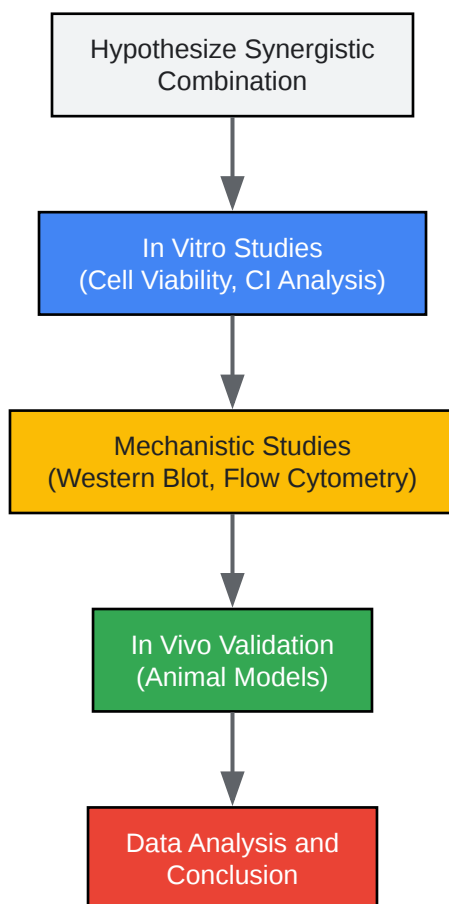 Hypothesize Synergistic
Combination
In Vitro Studies
(Cell Viability, CI Analysis)
Mechanistic Studies
(Western Blot, Flow Cytometry)
In Vivo Validation
(Animal Models)
Data Analysis and
Conclusion